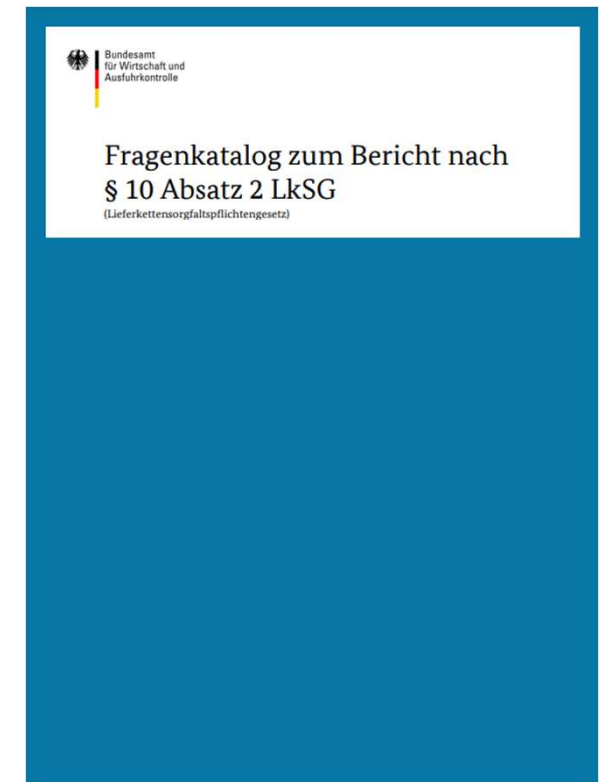 Bundesamt
für Wirtschaft und
Ausfuhrkontrolle
Fragenkatalog zum Bericht nach
§ 10 Absatz 2 LkSG
(Lieferkettensorgfaltspflichtengesetz)